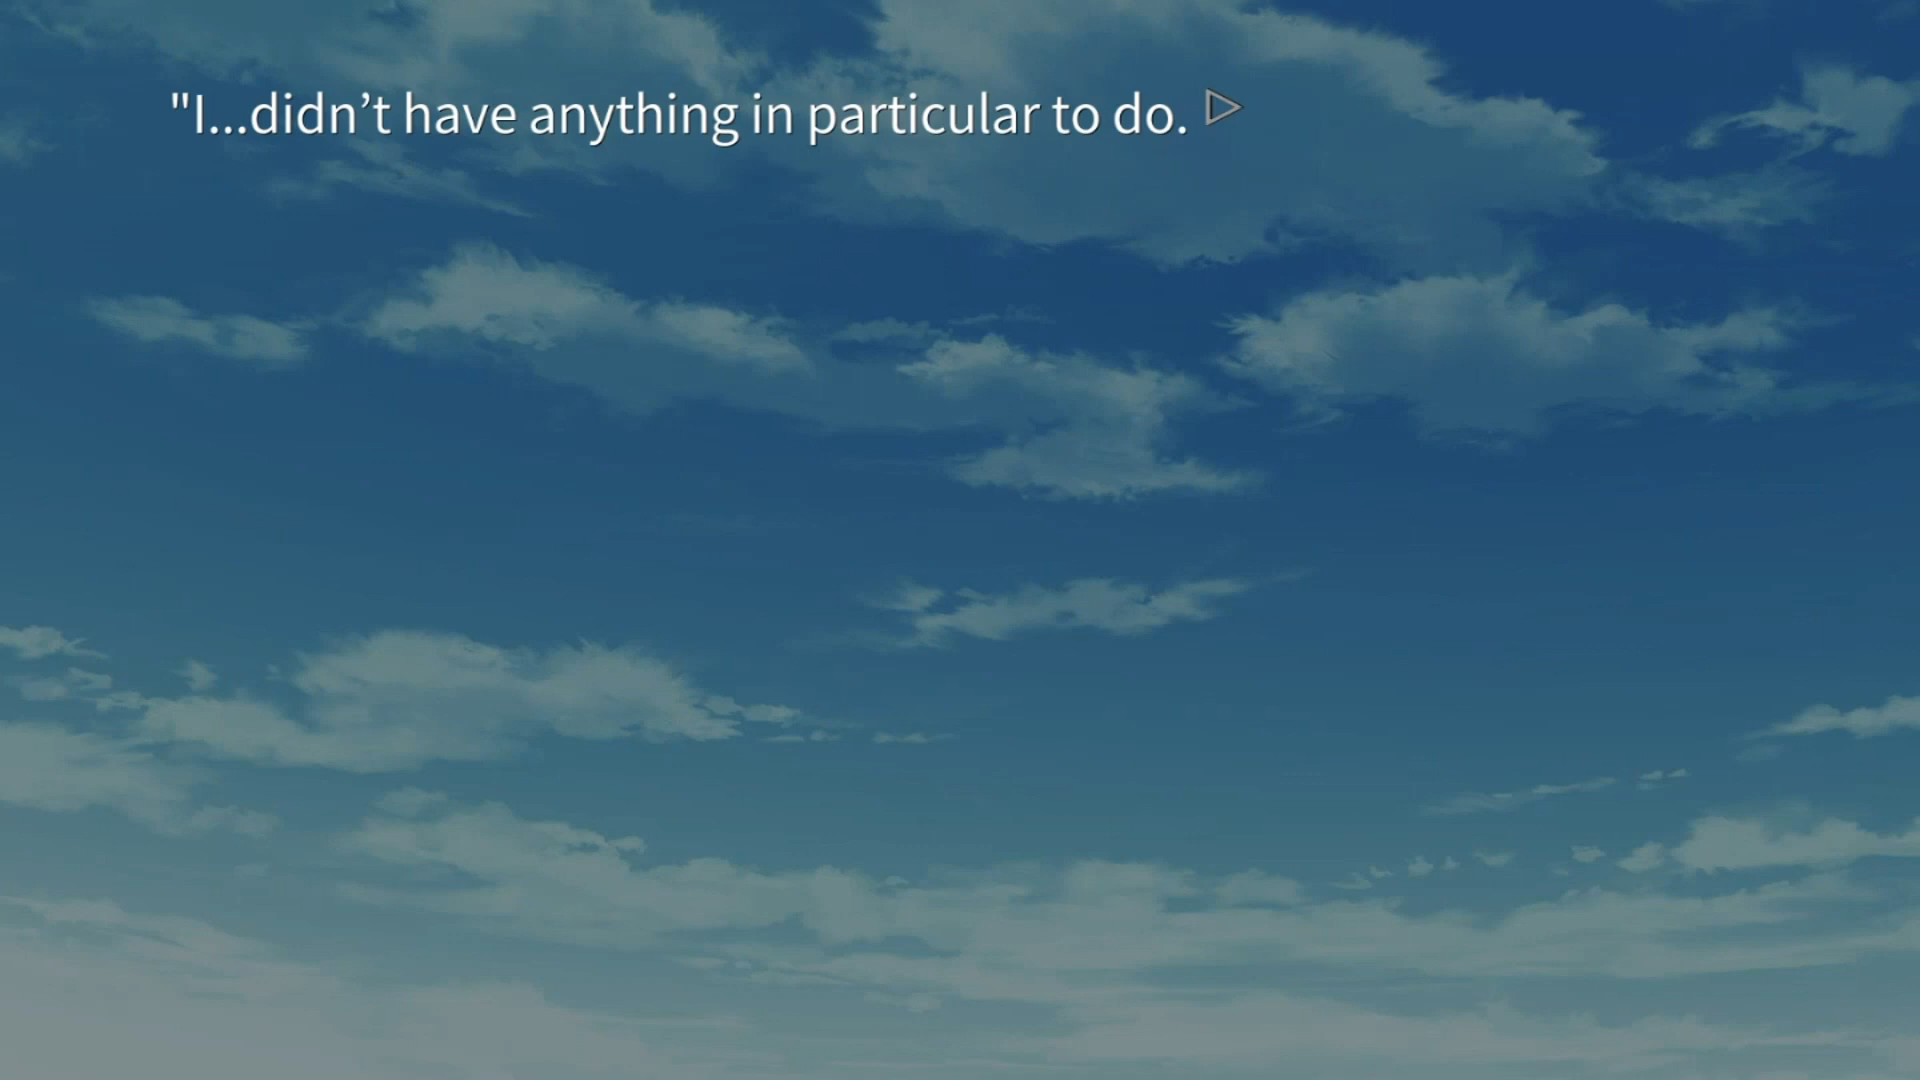 "I...didn’t have anything in particular to do.